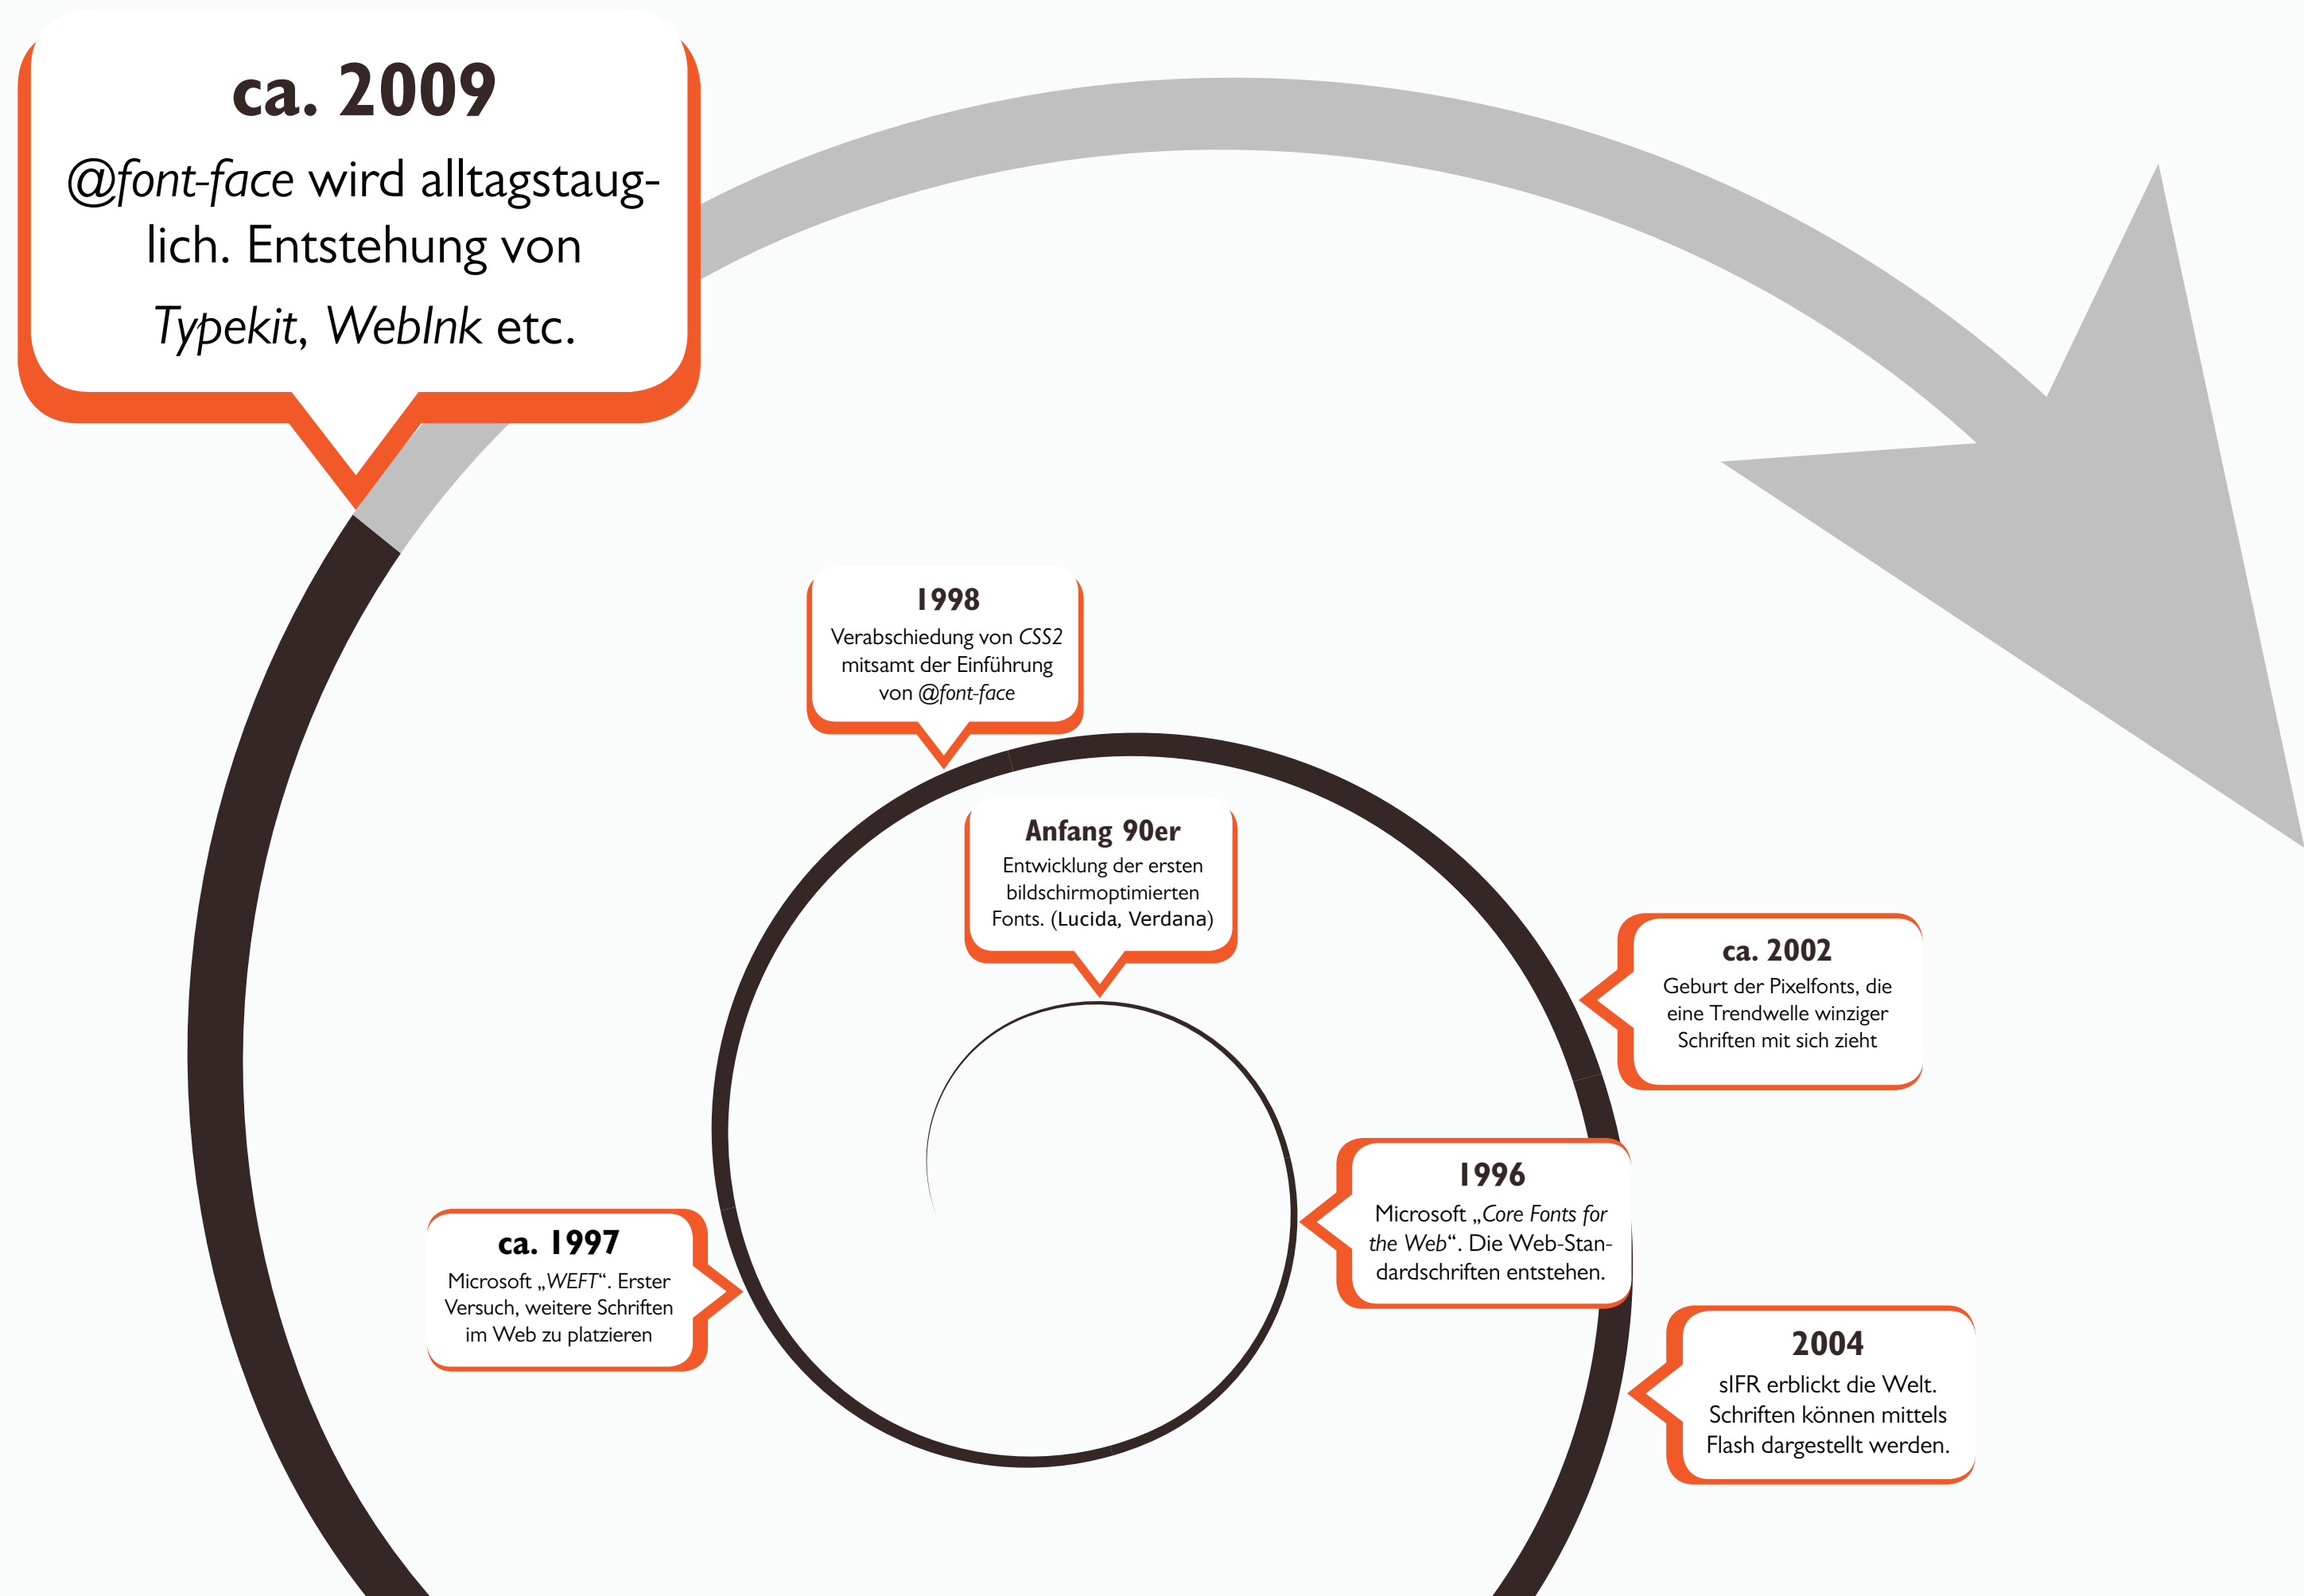 ca. 2009
@font-face wird alltagstaug-
lich. Entstehung von
Typekit, WebInk etc.
1998
Verabschiedung von CSS2
mitsamt der Einführung
von @font-face
Anfang 90er
Entwicklung der ersten
bildschirmoptimierten
Fonts. (Lucida, Verdana)
ca. 2002
Geburt der Pixelfonts, die
eine Trendwelle winziger
Schriften mit sich zieht
1996
Microsoft „Core Fonts for
the Web“. Die Web-Stan-
dardschriften entstehen.
ca. 1997
Microsoft „WEFT“. Erster
Versuch, weitere Schriften
im Web zu platzieren
2004
sIFR erblickt die Welt.
Schriften können mittels
Flash dargestellt werden.